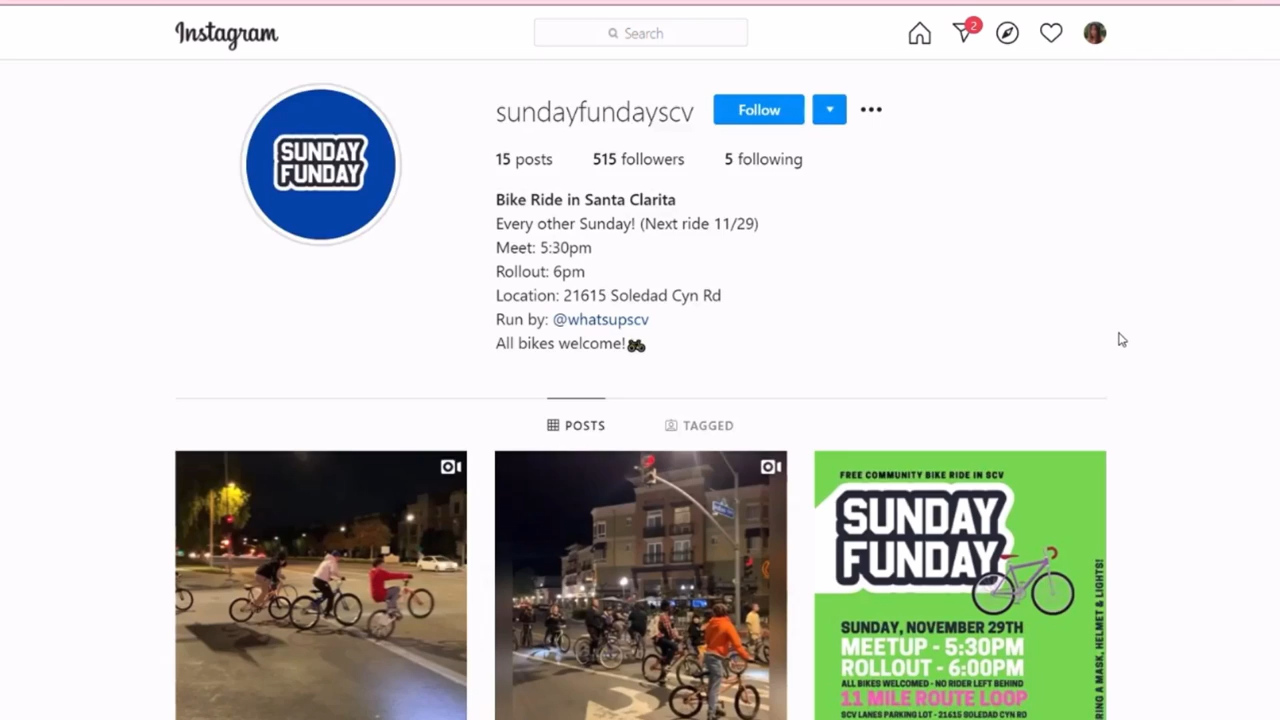 Instagram
Search
2
SUNDAY
FUNDAY
sundayfundayscv
Follow
15 posts 515 followers 5 following
Bike Ride in Santa Clarita
Every other Sunday! (Next ride 11/29)
Meet: 5:30pm
Rollout: 6pm
Location: 21615 Soledad Cyn Rd
Run by: @whatsupscv
All bikes welcome!
POSTS
TAGGED
FREE COMMUNITY BIKE RIDE IN SCV
SUNDAY
FUNDAY
SUNDAY, NOVEMBER 29TH
MEETUP - 5:30PM
ROLLOUT - 6:00PM
ALL BIKES WELCOMED - NO RIDER LEFT BEHIND
11 MILE ROUTE LOOP
SCV LANES PARKING LOT - 21615 SOLEDAD CYN RD
A MASK, HELMET & LIGHTS!